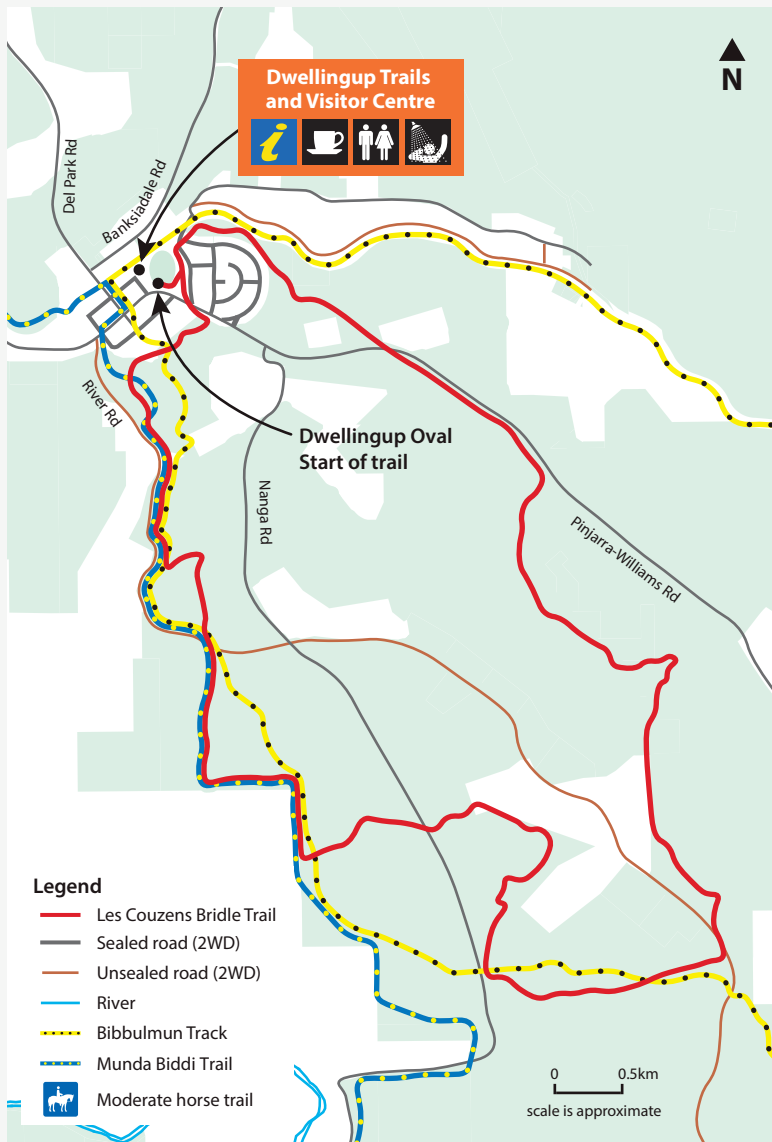 Dwellingup Trails
and Visitor Centre
i
N
Del Park Rd
Banksiadale Rd
River Rd
Dwellingup Oval
Start of trail
Nanga Rd
Pinjarra-Williams Rd
Legend
Les Couzens Bridle Trail
Sealed road (2WD)
Unsealed road (2WD)
River
Bibbulmun Track
Munda Biddi Trail
Moderate horse trail
0 0.5km
scale is approximate